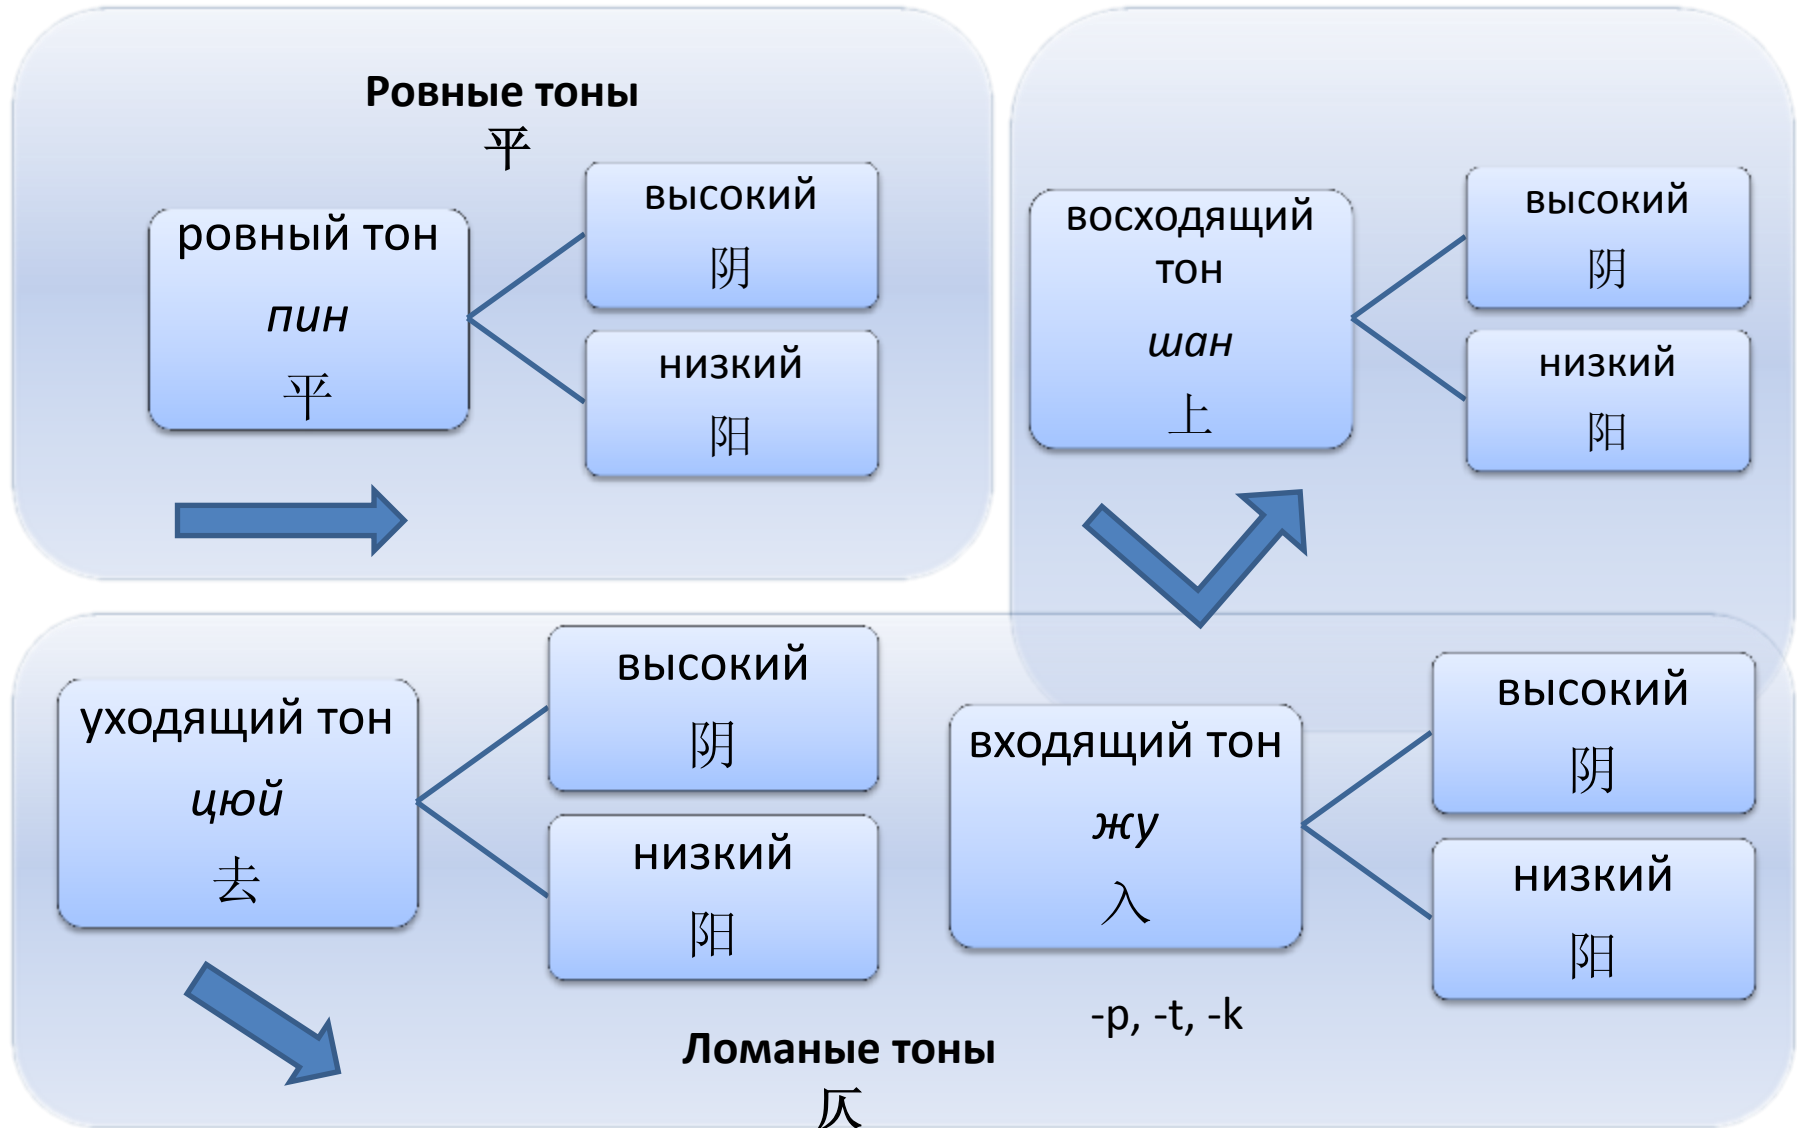 Ровные тоны
平
ровный тон
пин
平
высокий
阴
низкий
阳
восходящий
тон
шан
上
высокий
阴
низкий
阳
уходящий тон
цюй
去
высокий
阴
низкий
阳
входящий тон
жу
入
высокий
阴
низкий
阳
-p, -t, -k
Ломаные тоны
仄